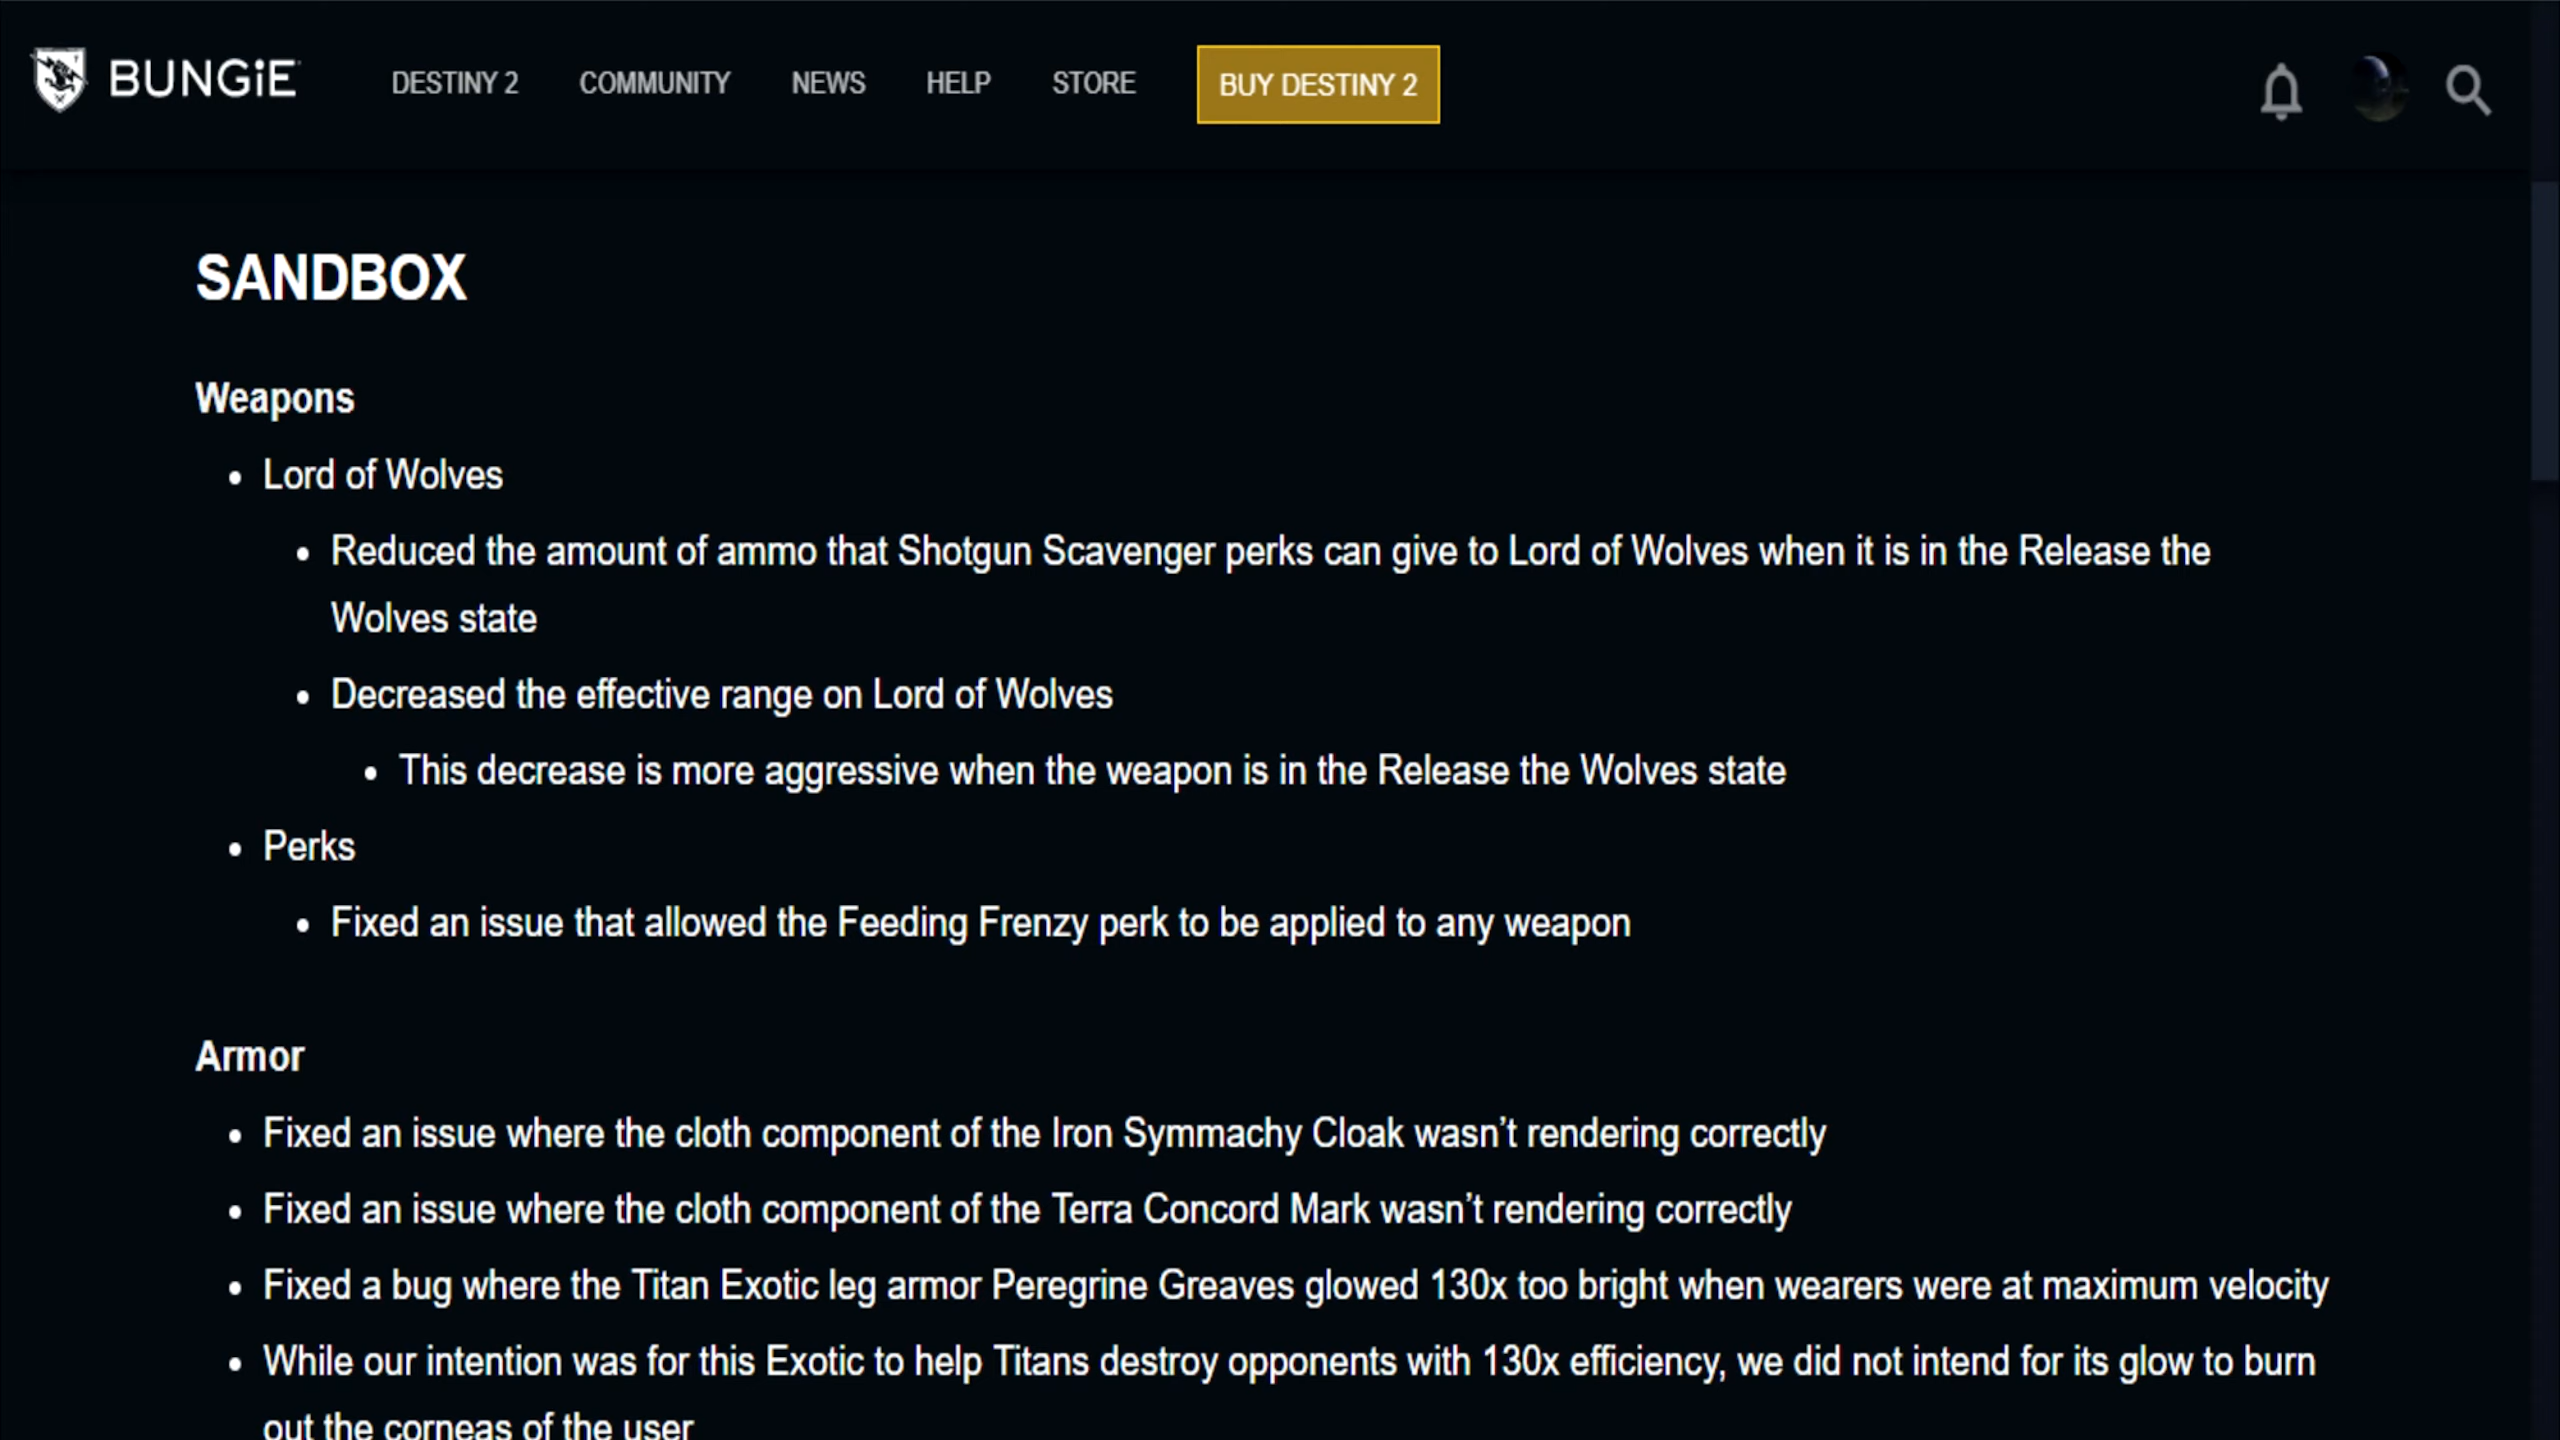 BUNGiE DESTINY 2 COMMUNITY NEWS HELP STORE BUY DESTINY 2
SANDBOX
Weapons
• Lord of Wolves
• Reduced the amount of ammo that Shotgun Scavenger perks can give to Lord of Wolves when it is in the Release the
Wolves state
• Decreased the effective range on Lord of Wolves
• This decrease is more aggressive when the weapon is in the Release the Wolves state
• Perks
• Fixed an issue that allowed the Feeding Frenzy perk to be applied to any weapon
Armor
• Fixed an issue where the cloth component of the Iron Symmachy Cloak wasn’t rendering correctly
• Fixed an issue where the cloth component of the Terra Concord Mark wasn’t rendering correctly
• Fixed a bug where the Titan Exotic leg armor Peregrine Greaves glowed 130x too bright when wearers were at maximum velocity
• While our intention was for this Exotic to help Titans destroy opponents with 130x efficiency, we did not intend for its glow to burn
out the corneas of the user